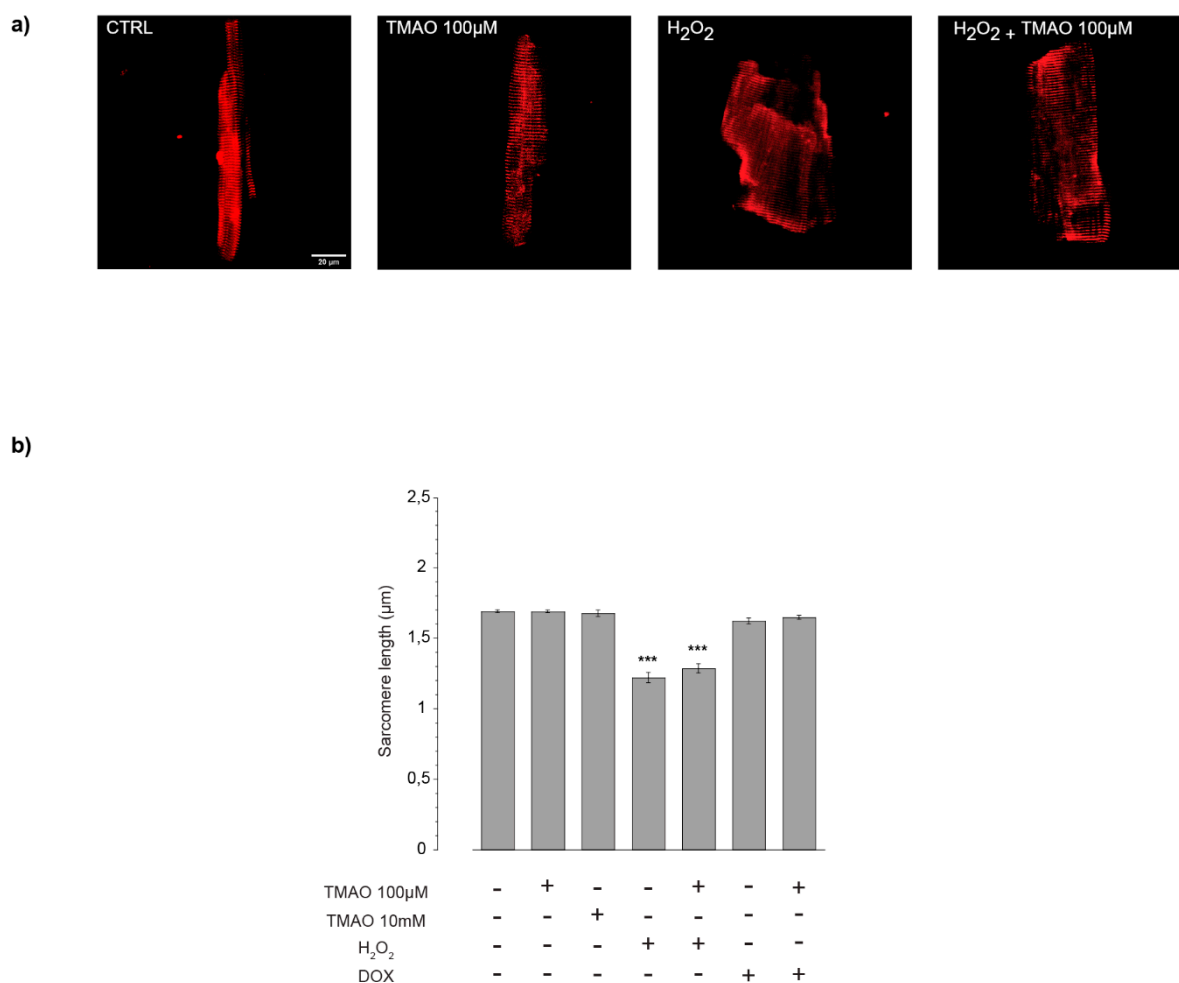 a)
CTRL
TMAO 100µM
H₂O₂
H₂O₂ + TMAO 100µM
20 µm
b)
2,5
2
1,5
1
0,5
0
Sarcomere length (µm)
***
***
TMAO 100µM - + - - + - +
TMAO 10mM - - + - - - -
H₂O₂ - - - + + - -
DOX - - - - - + +